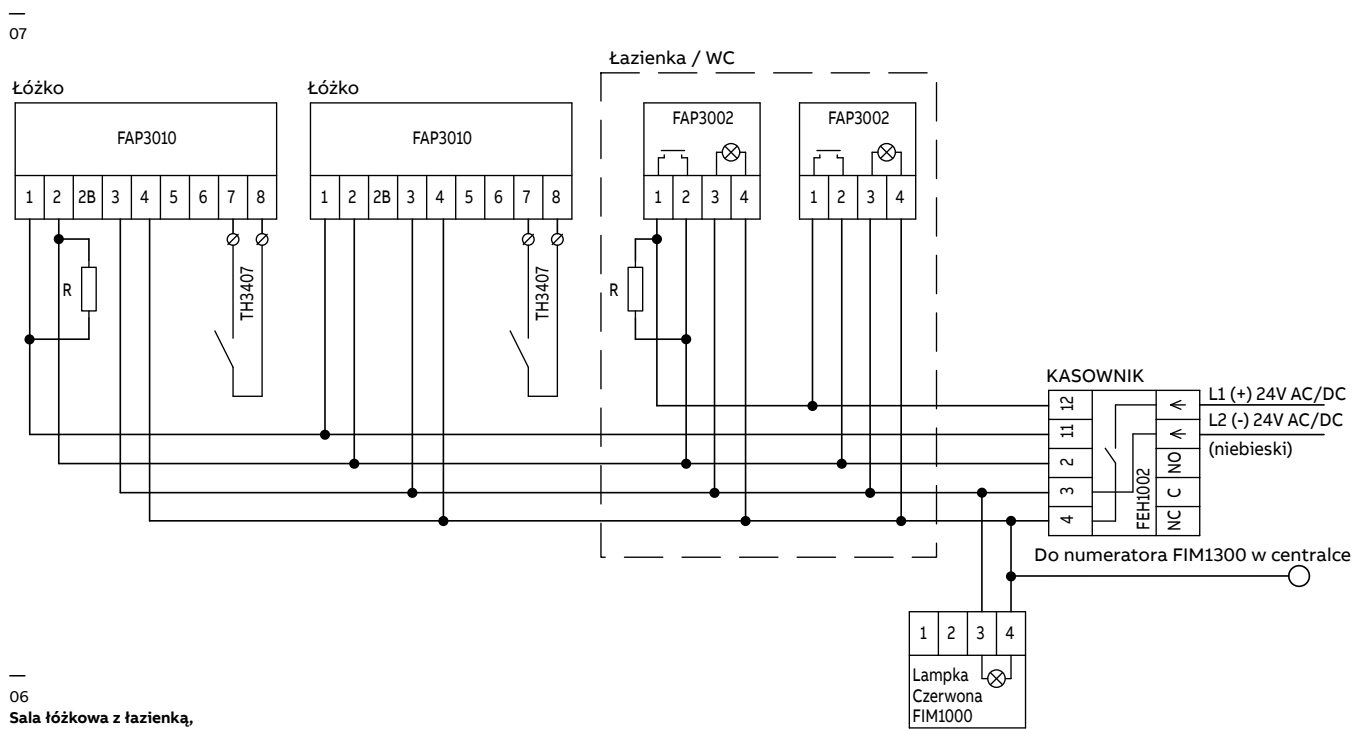 —
07
Łazienka / WC
Łóżko
Łóżko
FAP3010
FAP3010
FAP3002
FAP3002
1 2 2B 3 4 5 6 7 8
1 2 2B 3 4 5 6 7 8
1 2 3 4
1 2 3 4
R
TH3407
TH3407
R
KASOWNIK
12
11
2
3
4
FEH1002
NO
C
NC
L1 (+) 24V AC/DC
L2 (-) 24V AC/DC
(niebieski)
Do numeratora FIM1300 w centralce
1 2 3 4
Lampka
Czerwona
FIM1000
—
06
Sala łóżkowa z łazienką,